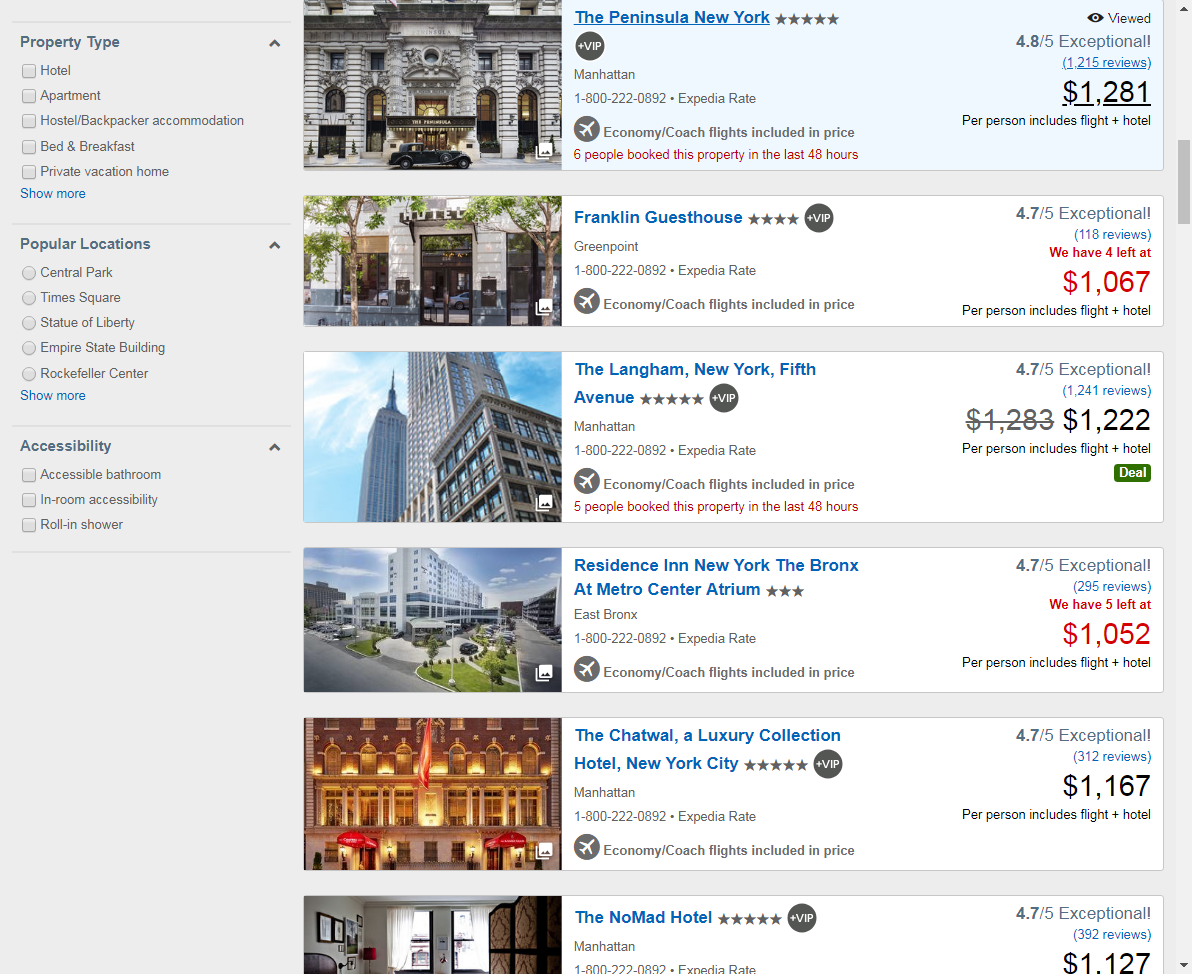 Property Type
Hotel
Apartment
Hostel/Backpacker accommodation
Bed & Breakfast
Private vacation home
Show more
Popular Locations
Central Park
Times Square
Statue of Liberty
Empire State Building
Rockefeller Center
Show more
Accessibility
Accessible bathroom
In-room accessibility
Roll-in shower
THE PENINSULA
The Peninsula New York
+VIP
Manhattan
1-800-222-0892 • Expedia Rate
Economy/Coach flights included in price
6 people booked this property in the last 48 hours
Viewed
4.8/5 Exceptional!
(1,215 reviews)
$1,281
Per person includes flight + hotel
HOTEL
Franklin Guesthouse +VIP
Greenpoint
1-800-222-0892 • Expedia Rate
Economy/Coach flights included in price
4.7/5 Exceptional!
(118 reviews)
We have 4 left at
$1,067
Per person includes flight + hotel
The Langham, New York, Fifth
Avenue +VIP
Manhattan
1-800-222-0892 • Expedia Rate
Economy/Coach flights included in price
5 people booked this property in the last 48 hours
4.7/5 Exceptional!
(1,241 reviews)
$1,283 $1,222
Per person includes flight + hotel
Deal
Residence Inn New York The Bronx
At Metro Center Atrium
East Bronx
1-800-222-0892 • Expedia Rate
Economy/Coach flights included in price
4.7/5 Exceptional!
(295 reviews)
We have 5 left at
$1,052
Per person includes flight + hotel
The Chatwal, a Luxury Collection
Hotel, New York City +VIP
Manhattan
1-800-222-0892 • Expedia Rate
Economy/Coach flights included in price
4.7/5 Exceptional!
(312 reviews)
$1,167
Per person includes flight + hotel
The NoMad Hotel +VIP
Manhattan
1-800-222-0892 • Expedia Rate
4.7/5 Exceptional!
(392 reviews)
$1,127